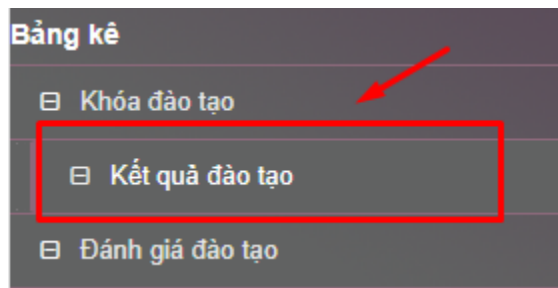 Bảng kê
Khóa đào tạo
Kết quả đào tạo
Đánh giá đào tạo